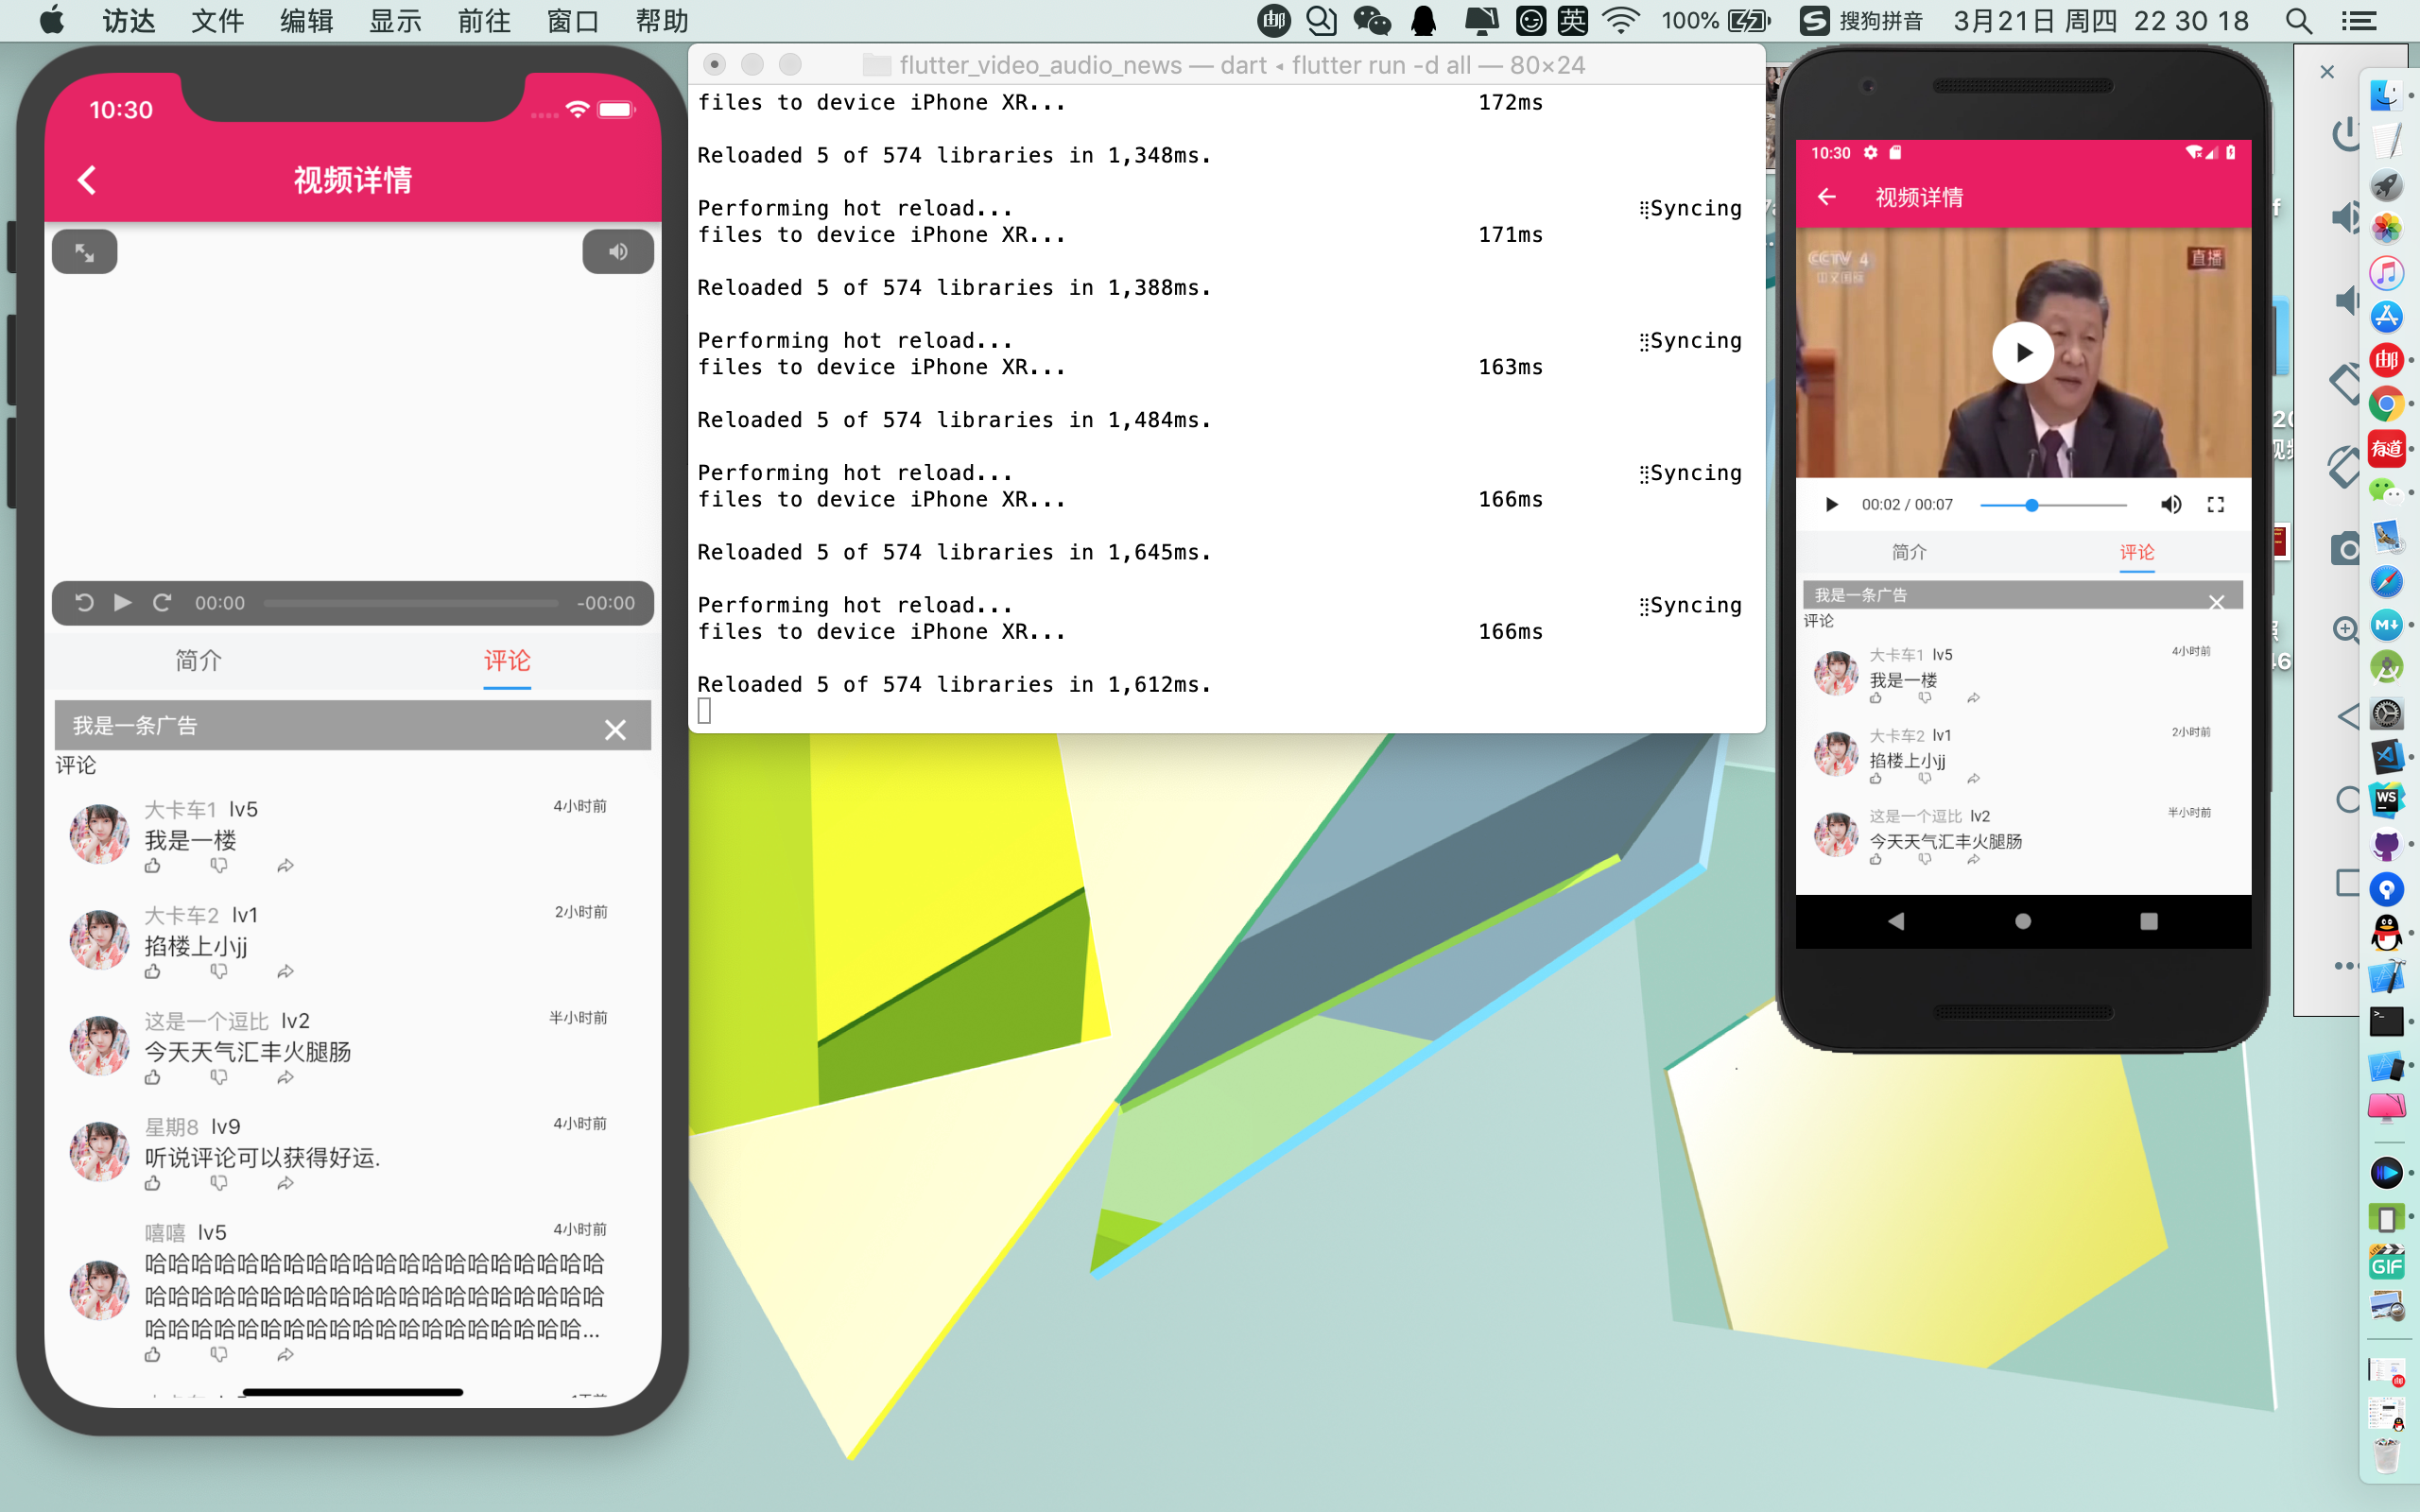 访达 文件 编辑 显示 前往 窗口 帮助
邮 英 100% 搜狗拼音 3月21日 周四 22 30 18
10:30
视频详情
00:00 -00:00
简介 评论
我是一条广告
评论
大卡车1 lv5 4小时前
我是一楼
大卡车2 lv1 2小时前
掐楼上小jj
这是一个逗比 lv2 半小时前
今天天气汇丰火腿肠
星期8 lv9 4小时前
听说评论可以获得好运.
嘻嘻 lv5 4小时前
哈哈哈哈哈哈哈哈哈哈哈哈哈哈哈哈哈哈哈哈
哈哈哈哈哈哈哈哈哈哈哈哈哈哈哈哈哈哈哈哈
哈哈哈哈哈哈哈哈哈哈哈哈哈哈哈哈哈哈哈...
flutter_video_audio_news — dart ◂ flutter run -d all — 80×24
files to device iPhone XR... 172ms
Reloaded 5 of 574 libraries in 1,348ms.
Performing hot reload... ⣽Syncing
files to device iPhone XR... 171ms
Reloaded 5 of 574 libraries in 1,388ms.
Performing hot reload... ⣽Syncing
files to device iPhone XR... 163ms
Reloaded 5 of 574 libraries in 1,484ms.
Performing hot reload... ⣽Syncing
files to device iPhone XR... 166ms
Reloaded 5 of 574 libraries in 1,645ms.
Performing hot reload... ⣽Syncing
files to device iPhone XR... 166ms
Reloaded 5 of 574 libraries in 1,612ms.
10:30
视频详情
CCTV 4 直播
中文国际
00:02 / 00:07
简介 评论
我是一条广告
评论
大卡车1 lv5 4小时前
我是一楼
大卡车2 lv1 2小时前
掐楼上小jj
这是一个逗比 lv2 半小时前
今天天气汇丰火腿肠
邮
有道
M
WS
GIF